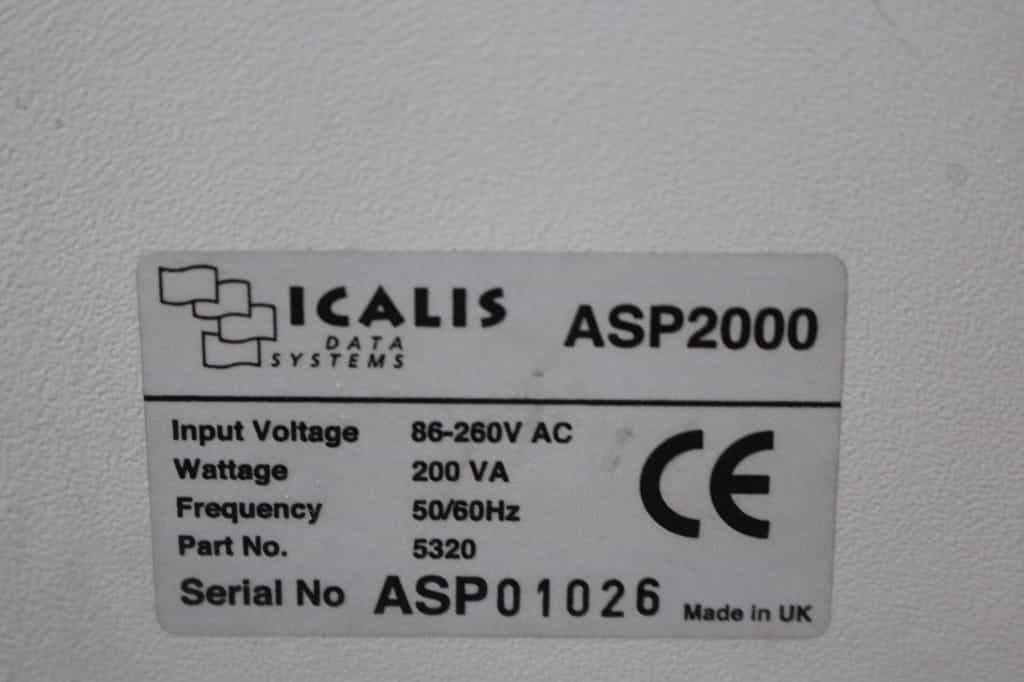 ICALIS
DATA
SYSTEMS
ASP2000
Input Voltage 86-260V AC
Wattage 200 VA
Frequency 50/60Hz
Part No. 5320
CE
Serial No ASP01026 Made in UK